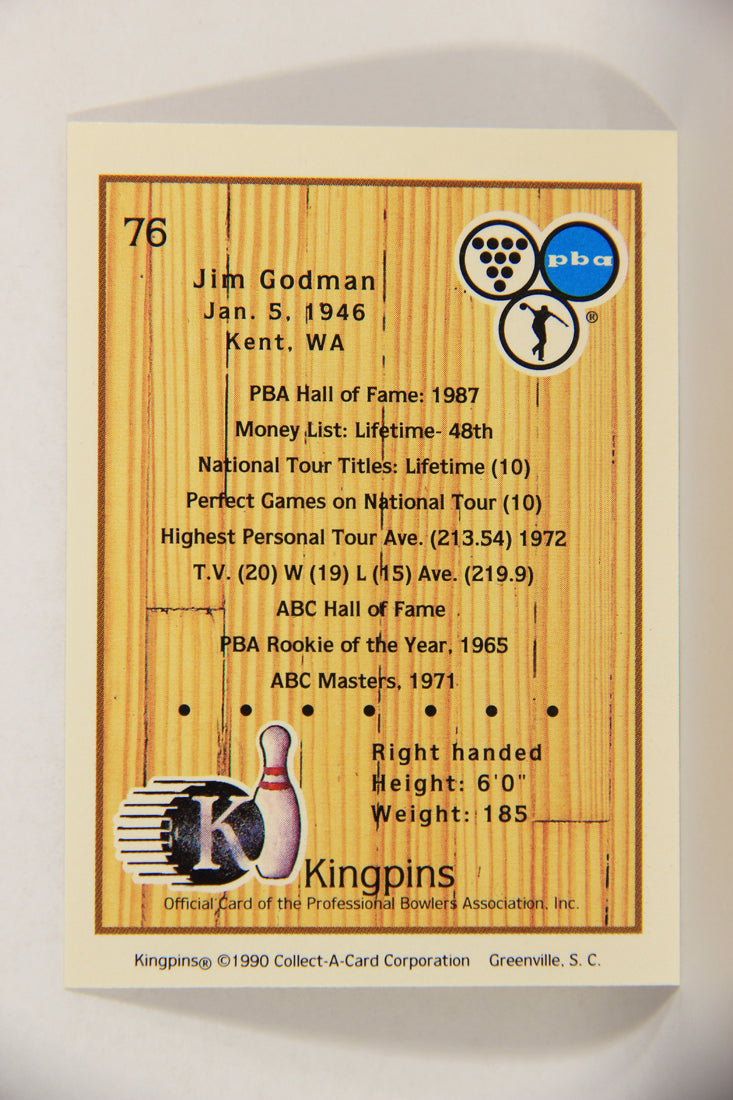 76
pba
®
Jim Godman
Jan. 5, 1946
Kent, WA
PBA Hall of Fame: 1987
Money List: Lifetime- 48th
National Tour Titles: Lifetime (10)
Perfect Games on National Tour (10)
Highest Personal Tour Ave. (213.54) 1972
T.V. (20) W (19) L (15) Ave. (219.9)
ABC Hall of Fame
PBA Rookie of the Year, 1965
ABC Masters, 1971
Right handed
Height: 6'0"
Weight: 185
K
Kingpins
Official Card of the Professional Bowlers Association, Inc.
Kingpins® ©1990 Collect-A-Card Corporation Greenville, S. C.